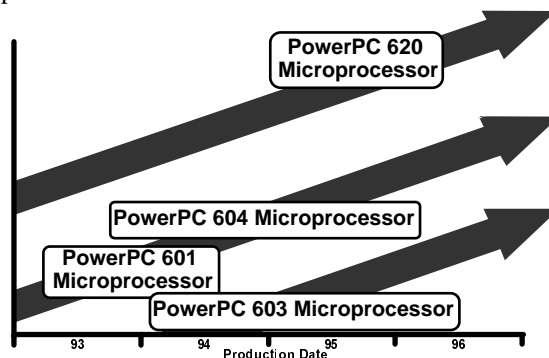 PowerPC 620
Microprocessor
PowerPC 604 Microprocessor
PowerPC 601
Microprocessor
PowerPC 603 Microprocessor
93 94 95 96
Production Date